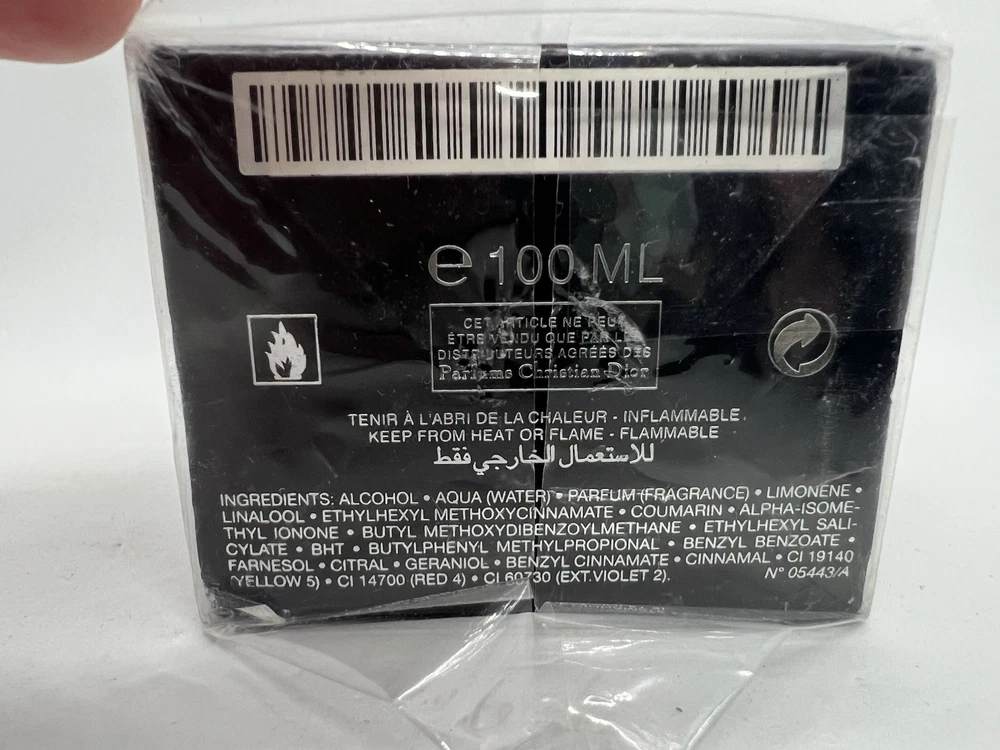 e 100 ML
CET ARTICLE NE PEUT
ÊTRE VENDU QUE PAR LES
DISTRIBUTEURS AGRÉÉS DES
Parfums Christian Dior
TENIR À L'ABRI DE LA CHALEUR - INFLAMMABLE.
KEEP FROM HEAT OR FLAME - FLAMMABLE
للاستعمال الخارجي فقط
INGREDIENTS: ALCOHOL • AQUA (WATER) • PARFUM (FRAGRANCE) • LIMONENE •
LINALOOL • ETHYLHEXYL METHOXYCINNAMATE • COUMARIN • ALPHA-ISOME-
THYL IONONE • BUTYL METHOXYDIBENZOYLMETHANE • ETHYLHEXYL SALI-
CYLATE • BHT • BUTYLPHENYL METHYLPROPIONAL • BENZYL BENZOATE •
FARNESOL • CITRAL • GERANIOL • BENZYL CINNAMATE • CINNAMAL • CI 19140
(YELLOW 5) • CI 14700 (RED 4) • CI 60730 (EXT.VIOLET 2). N° 05443/A